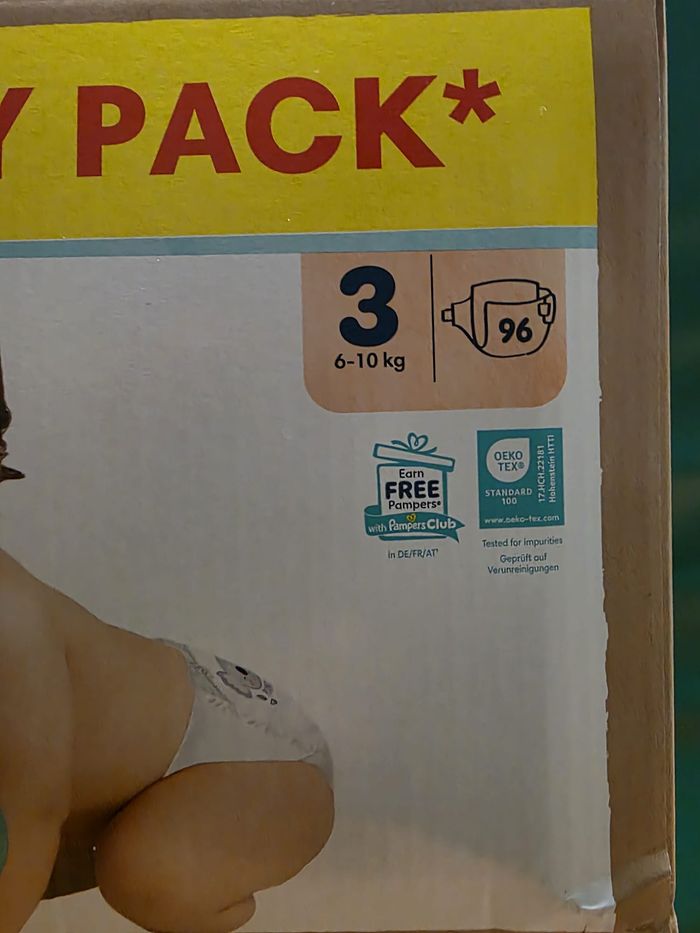 Y PACK*
3
6-10 kg
96
Earn
FREE
Pampers®
with Pampers Club
in DE/FR/AT¹
OEKO
TEX®
STANDARD
100
17.HCH.22181
Hohenstein HTTI
www.oeko-tex.com
Tested for impurities
Geprüft auf
Verunreinigungen